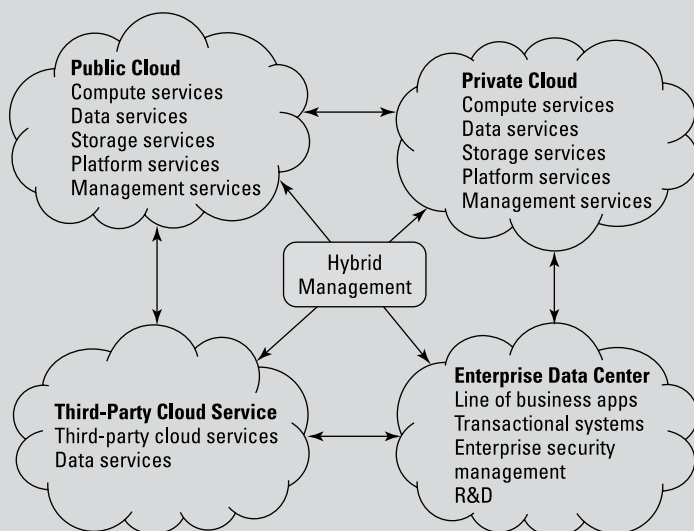 Public Cloud
Compute services
Data services
Storage services
Platform services
Management services
Private Cloud
Compute services
Data services
Storage services
Platform services
Management services
Hybrid
Management
Third-Party Cloud Service
Third-party cloud services
Data services
Enterprise Data Center
Line of business apps
Transactional systems
Enterprise security
management
R&D